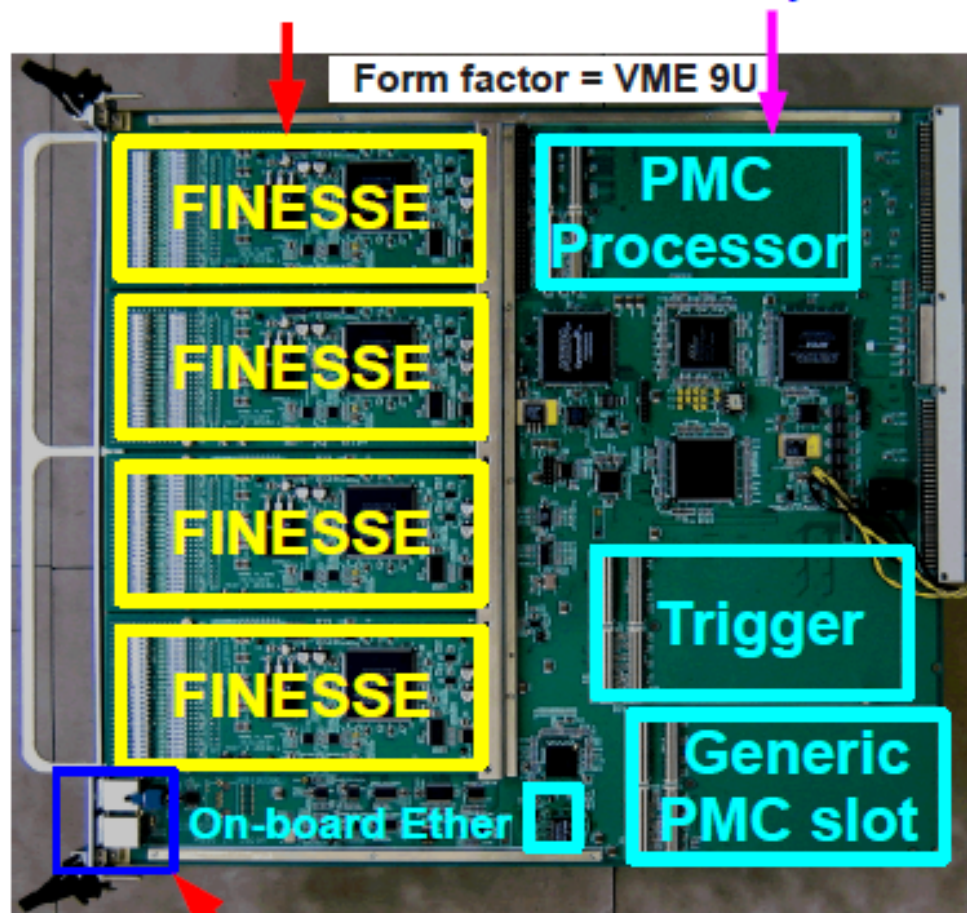 Form factor = VME 9U
FINESSE
PMC
Processor
FINESSE
FINESSE
Trigger
FINESSE
Generic
PMC slot
On-board Ether